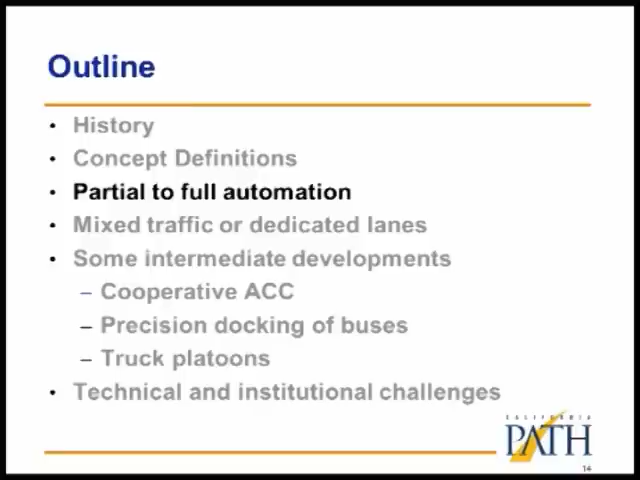 Outline
• History
• Concept Definitions
• Partial to full automation
• Mixed traffic or dedicated lanes
• Some intermediate developments
– Cooperative ACC
– Precision docking of buses
– Truck platoons
• Technical and institutional challenges
CALIFORNIA
PATH
14